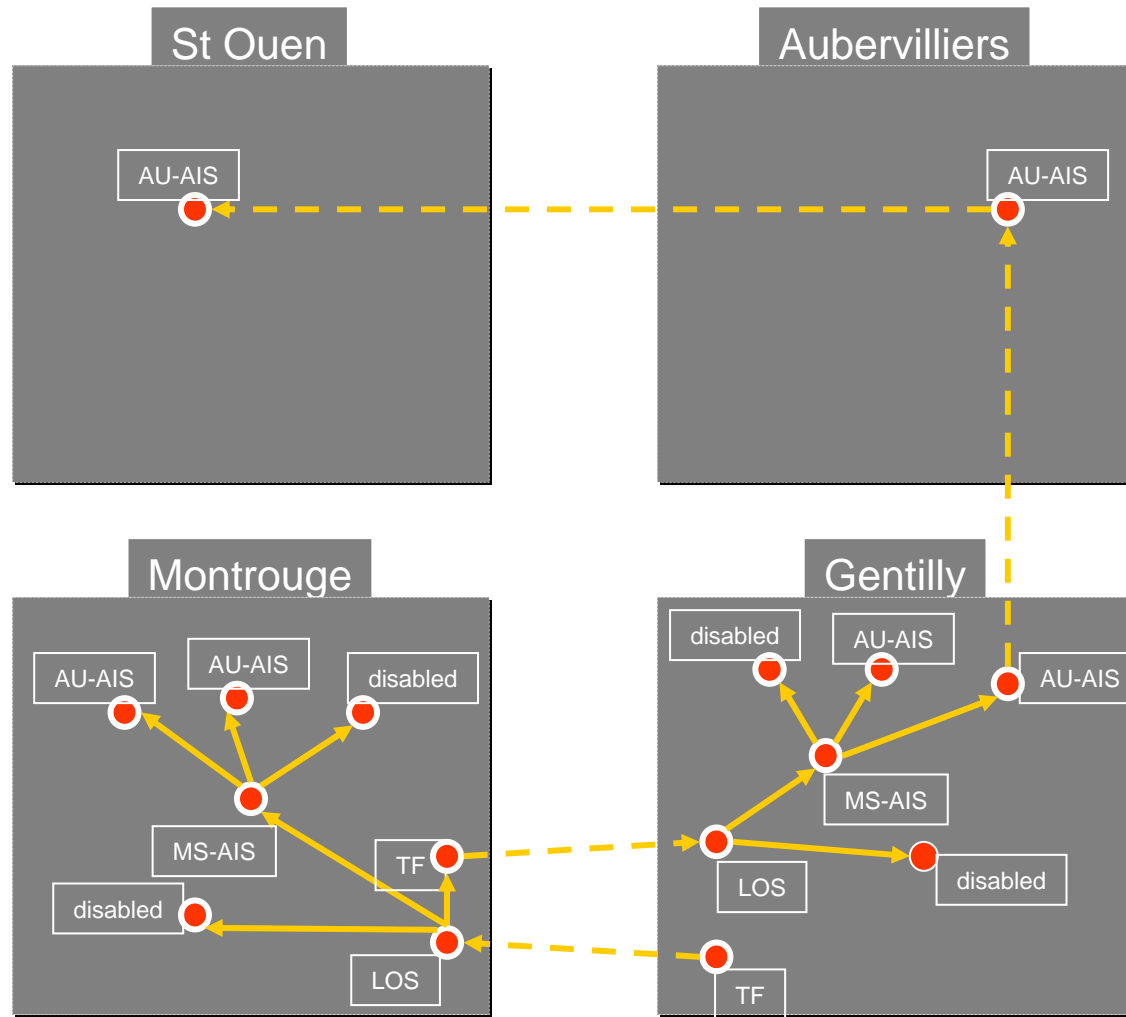 St Ouen
Aubervilliers
AU-AIS
AU-AIS
Montrouge
Gentilly
AU-AIS
AU-AIS
disabled
MS-AIS
TF
disabled
LOS
disabled
AU-AIS
AU-AIS
MS-AIS
LOS
disabled
TF